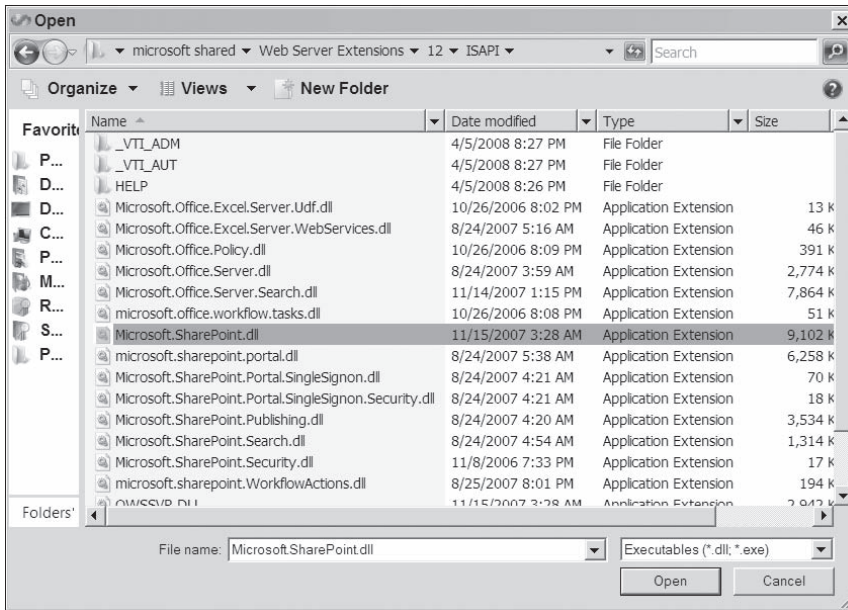 Open
microsoft shared Web Server Extensions 12 ISAPI Search
Organize Views New Folder
Favorite
P...
D...
D...
C...
P...
M...
R...
S...
P...
Folders
Name Date modified Type Size
_VTI_ADM 4/5/2008 8:27 PM File Folder
_VTI_AUT 4/5/2008 8:27 PM File Folder
HELP 4/5/2008 8:26 PM File Folder
Microsoft.Office.Excel.Server.Udf.dll 10/26/2006 8:02 PM Application Extension 13 K
Microsoft.Office.Excel.Server.WebServices.dll 8/24/2007 5:16 AM Application Extension 46 K
Microsoft.Office.Policy.dll 10/26/2006 8:09 PM Application Extension 391 K
Microsoft.Office.Server.dll 8/24/2007 3:59 AM Application Extension 2,774 K
Microsoft.Office.Server.Search.dll 11/14/2007 1:15 PM Application Extension 7,864 K
microsoft.office.workflow.tasks.dll 10/26/2006 8:08 PM Application Extension 51 K
Microsoft.SharePoint.dll 11/15/2007 3:28 AM Application Extension 9,102 K
microsoft.sharepoint.portal.dll 8/24/2007 5:38 AM Application Extension 6,258 K
Microsoft.SharePoint.Portal.SingleSignon.dll 8/24/2007 4:21 AM Application Extension 70 K
Microsoft.SharePoint.Portal.SingleSignon.Security.dll 8/24/2007 4:21 AM Application Extension 18 K
Microsoft.SharePoint.Publishing.dll 8/24/2007 4:20 AM Application Extension 3,534 K
Microsoft.SharePoint.Search.dll 8/24/2007 4:54 AM Application Extension 1,314 K
Microsoft.SharePoint.Security.dll 11/8/2006 7:33 PM Application Extension 17 K
microsoft.sharepoint.WorkflowActions.dll 8/25/2007 8:01 PM Application Extension 194 K
OWSSVR.DLL 11/15/2007 3:28 AM Application Extension 2,942 K
File name: Microsoft.SharePoint.dll Executables (*.dll; *.exe)
Open Cancel